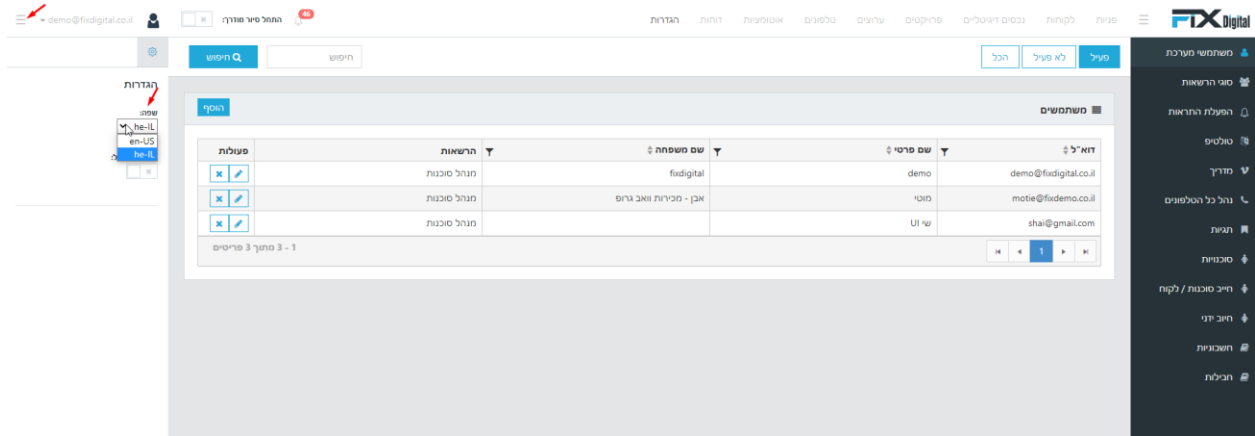 FIX Digital
פניות לקוחות נכסים דיגיטליים פרויקטים ערוצים טלפונים אוטומציות דוחות הגדרות
46
התחל סיור מודרך:
demo@fixdigital.co.il
משתמשי מערכת
סוגי הרשאות
הפעלת התראות
טולטיפ
מדריך
נהל כל הטלפונים
תגיות
סוכנויות
חייב סוכנות / לקוח
חיוב ידני
חשבוניות
חבילות
פעיל לא פעיל הכל
חיפוש חיפוש
משתמשים הוסף
דוא"ל שם פרטי שם משפחה הרשאות פעולות
demo@fixdigital.co.il demo fixdigital מנהל סוכנות
motie@fixdemo.co.il מוטי אבן - מכירות וואב גרופ מנהל סוכנות
shai@gmail.com שי UI מנהל סוכנות
1
1 - 3 מתוך 3 פריטים
הגדרות
שפה:
he-IL
en-US
he-IL